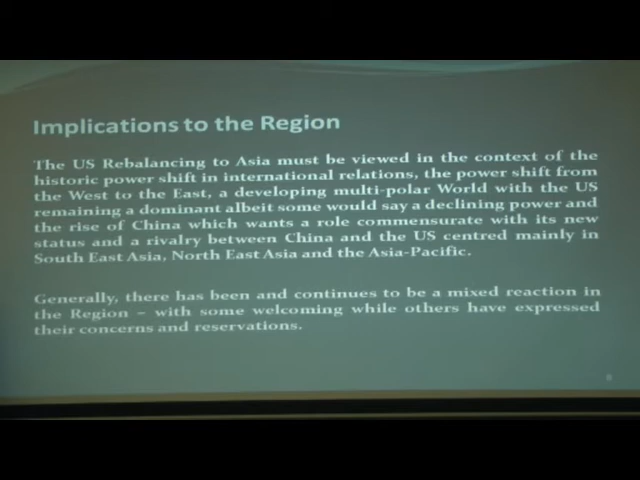 Implications to the Region
The US Rebalancing to Asia must be viewed in the context of the
historic power shift in international relations, the power shift from
the West to the East, a developing multi-polar World with the US
remaining a dominant albeit some would say a declining power and
the rise of China which wants a role commensurate with its new
status and a rivalry between China and the US centred mainly in
South East Asia, North East Asia and the Asia-Pacific.
Generally, there has been and continues to be a mixed reaction in
the Region – with some welcoming while others have expressed
their concerns and reservations.